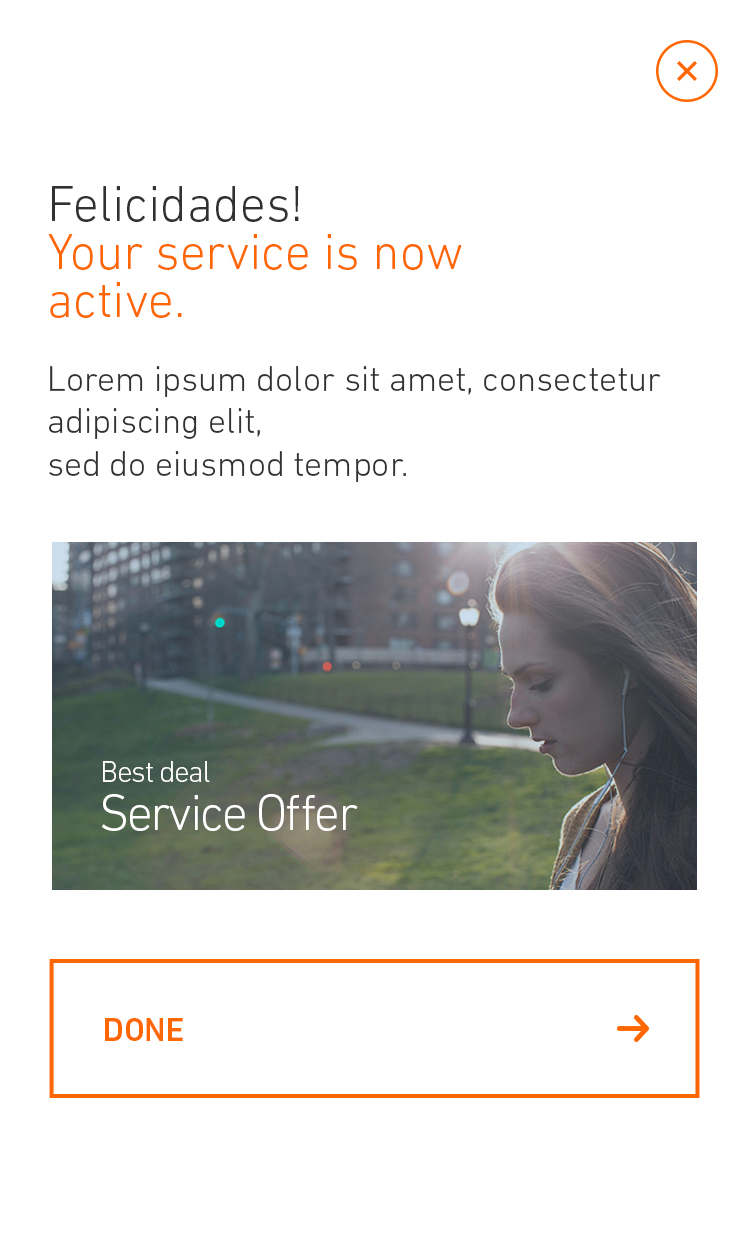 Felicidades!
Your service is now
active.
Lorem ipsum dolor sit amet, consectetur
adipiscing elit,
sed do eiusmod tempor.
Best deal
Service Offer
DONE